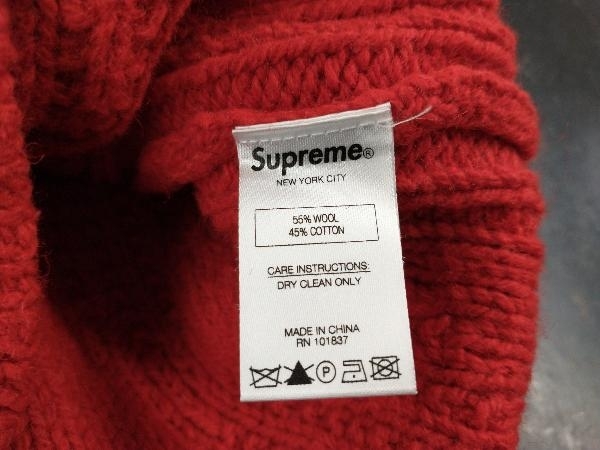 Supreme®
NEW YORK CITY
55% WOOL
45% COTTON
CARE INSTRUCTIONS:
DRY CLEAN ONLY
MADE IN CHINA
RN 101837
P